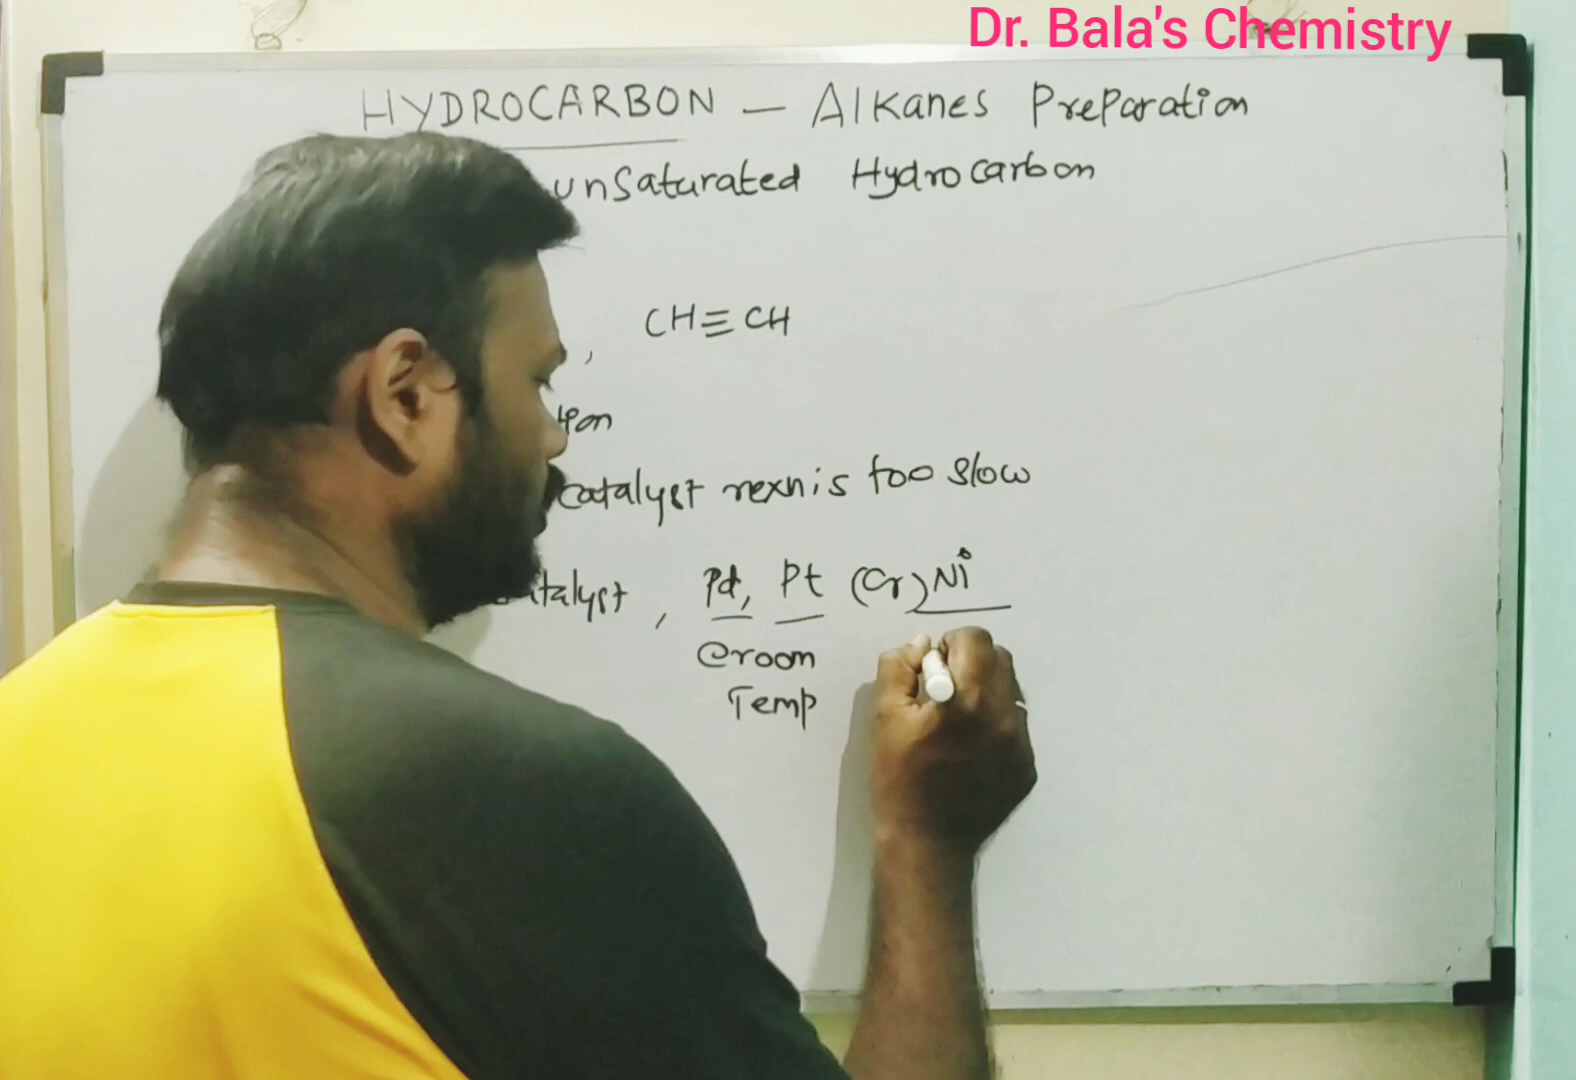 Dr. Bala's Chemistry
HYDROCARBON — Alkanes Preparation
unsaturated Hydrocarbon
, CH≡CH
catalyst rexn is too slow
, Pd, Pt (or) Ni
@room
Temp